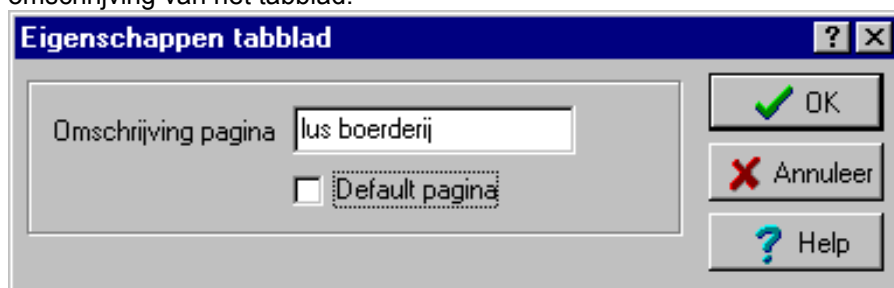 omschrijving van het tabblad.
Eigenschappen tabblad
Omschrijving pagina lus boerderij
Default pagina
OK
Annuleer
? Help